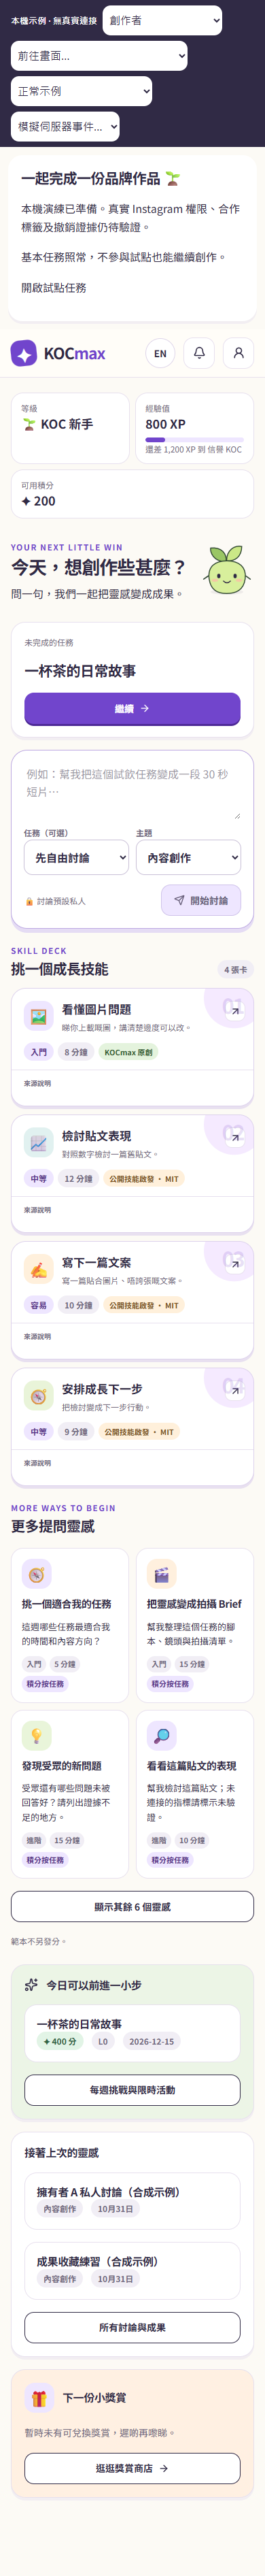 本機示例 · 無真資連接
創作者
前往畫面...
正常示例
模擬伺服器事件...
一起完成一份品牌作品 🌱
本機演練已準備。真實 Instagram 權限、合作
標籤及撤銷證據仍待驗證。
基本任務照常，不參與試點也能繼續創作。
開啟試點任務
KOCmax
EN
等級
🌱 KOC 新手
經驗值
800 XP
還差 1,200 XP 到 信譽 KOC
可用積分
✦ 200
YOUR NEXT LITTLE WIN
今天，想創作些甚麼？
問一句，我們一起把靈感變成成果。
未完成的任務
一杯茶的日常故事
繼續 →
例如：幫我把這個試飲任務變成一段 30 秒
短片…
任務（可選）
主題
先自由討論
內容創作
🔒 討論預設私人
開始討論
SKILL DECK
挑一個成長技能
4 張卡
01
看懂圖片問題
睇你上載嘅圖，講清楚邊度可以改。
入門 8 分鐘 KOCmax 原創
來源說明
02
檢討貼文表現
對照數字檢討一篇舊貼文。
中等 12 分鐘 公開技能啟發 · MIT
來源說明
03
寫下一篇文案
寫一篇貼合圖片、唔誇張嘅文案。
容易 10 分鐘 公開技能啟發 · MIT
來源說明
04
安排成長下一步
把檢討變成下一步行動。
中等 9 分鐘 公開技能啟發 · MIT
來源說明
MORE WAYS TO BEGIN
更多提問靈感
挑一個適合我的任務
這週哪些任務最適合我
的時間和內容方向？
入門 5 分鐘
積分按任務
把靈感變成拍攝 Brief
幫我整理這個任務的腳
本、鏡頭與拍攝清單。
入門 15 分鐘
積分按任務
發現受眾的新問題
受眾還有哪些問題未被
回答好？請列出證據不
足的地方。
進階 15 分鐘
積分按任務
看看這篇貼文的表現
幫我檢討這篇貼文；未
連接的指標請標示未驗
證。
進階 10 分鐘
積分按任務
顯示其餘 6 個靈感
範本不另發分。
今日可以前進一小步
一杯茶的日常故事
✦ 400 分 L0 2026-12-15
每週挑戰與限時活動
接著上次的靈感
擁有者 A 私人討論（合成示例）
內容創作 10月31日
成果收藏練習（合成示例）
內容創作 10月31日
所有討論與成果
下一份小獎賞
暫時未有可兌換獎賞，遲啲再嚟睇。
逛逛獎賞商店 →